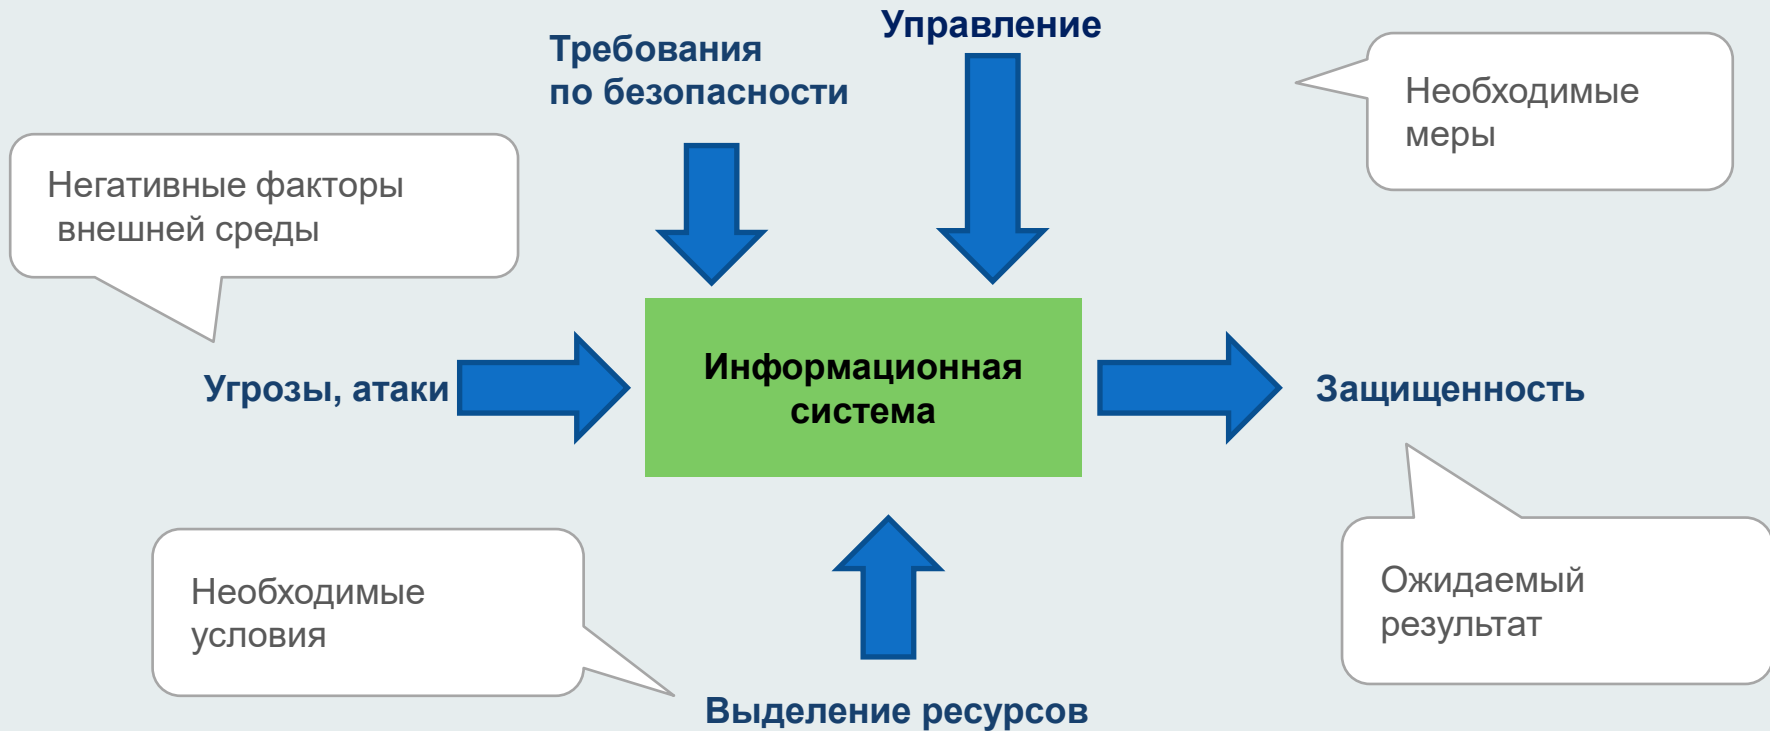 Управление
Требования
по безопасности
Необходимые
меры
Негативные факторы
внешней среды
Информационная
система
Угрозы, атаки
Защищенность
Необходимые
условия
Ожидаемый
результат
Выделение ресурсов